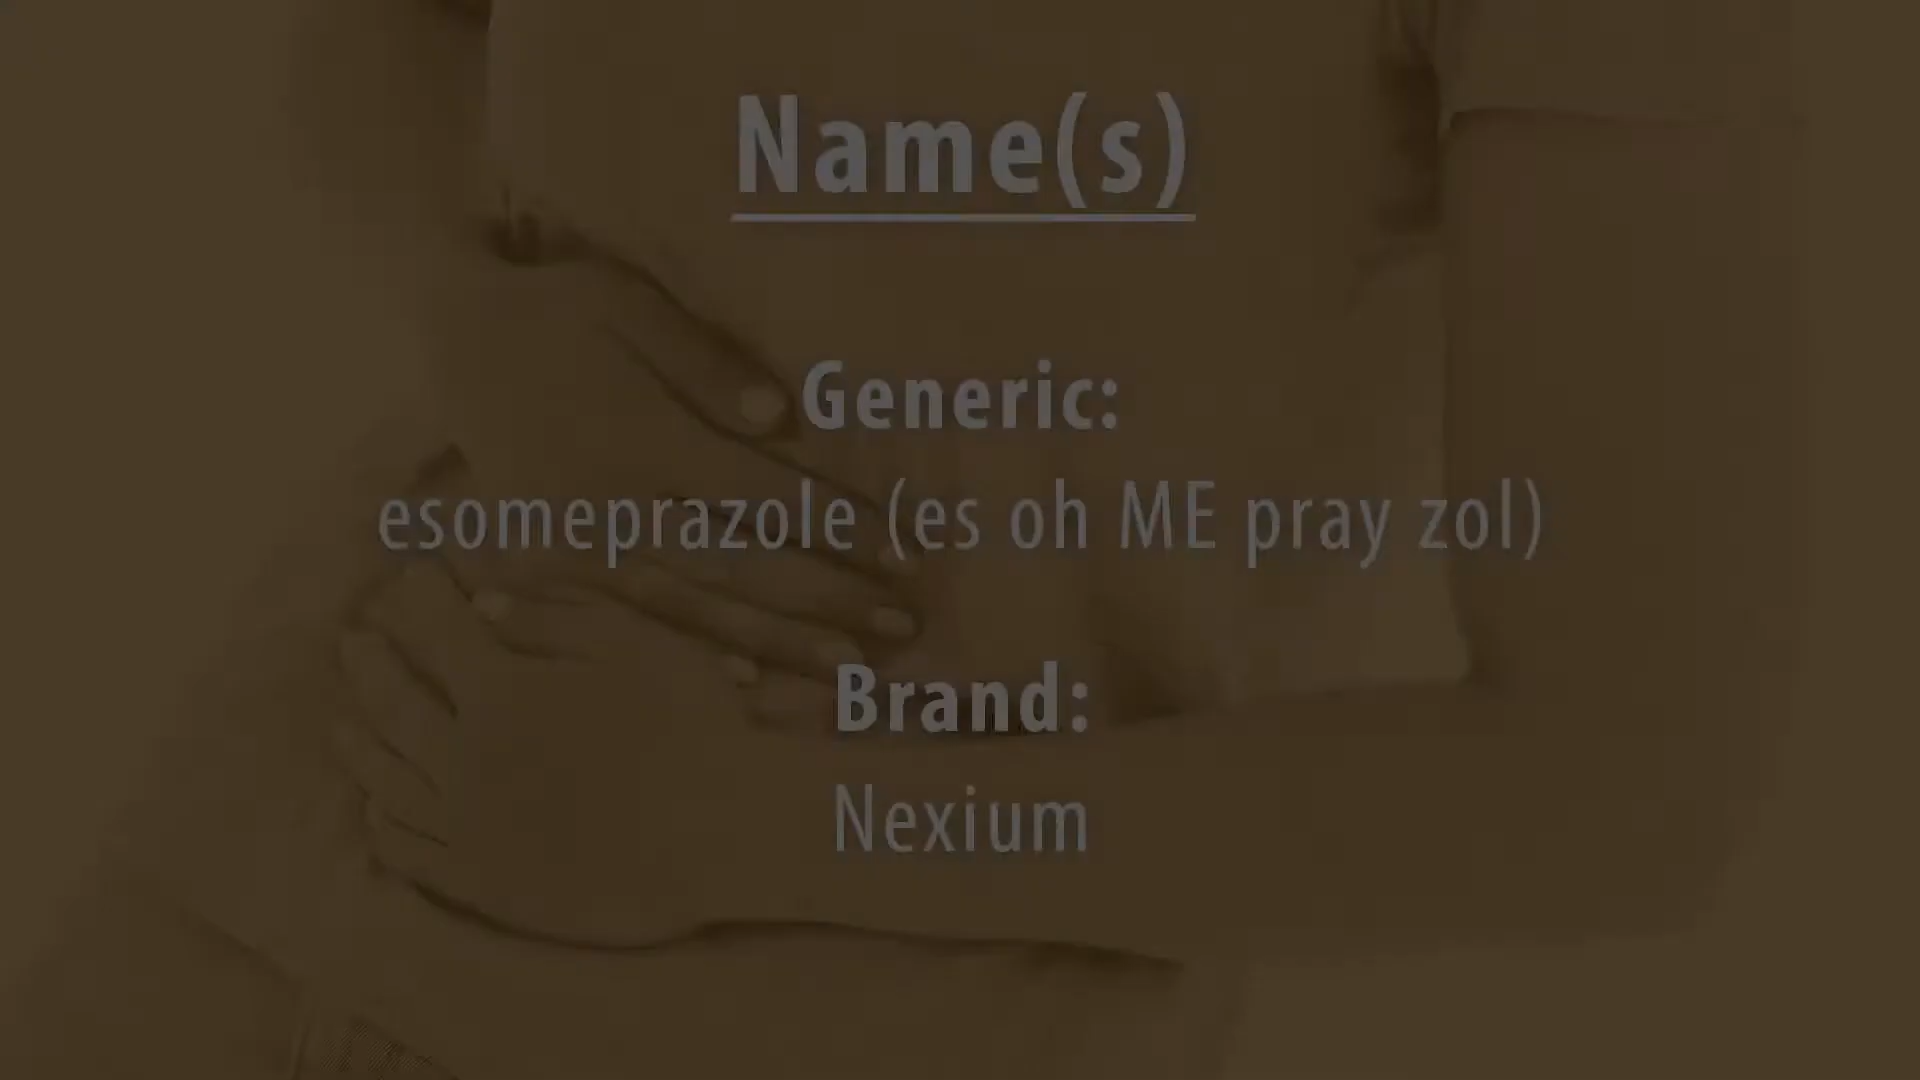 Name(s)
Generic:
esomeprazole (es oh ME pray zol)
Brand:
Nexium